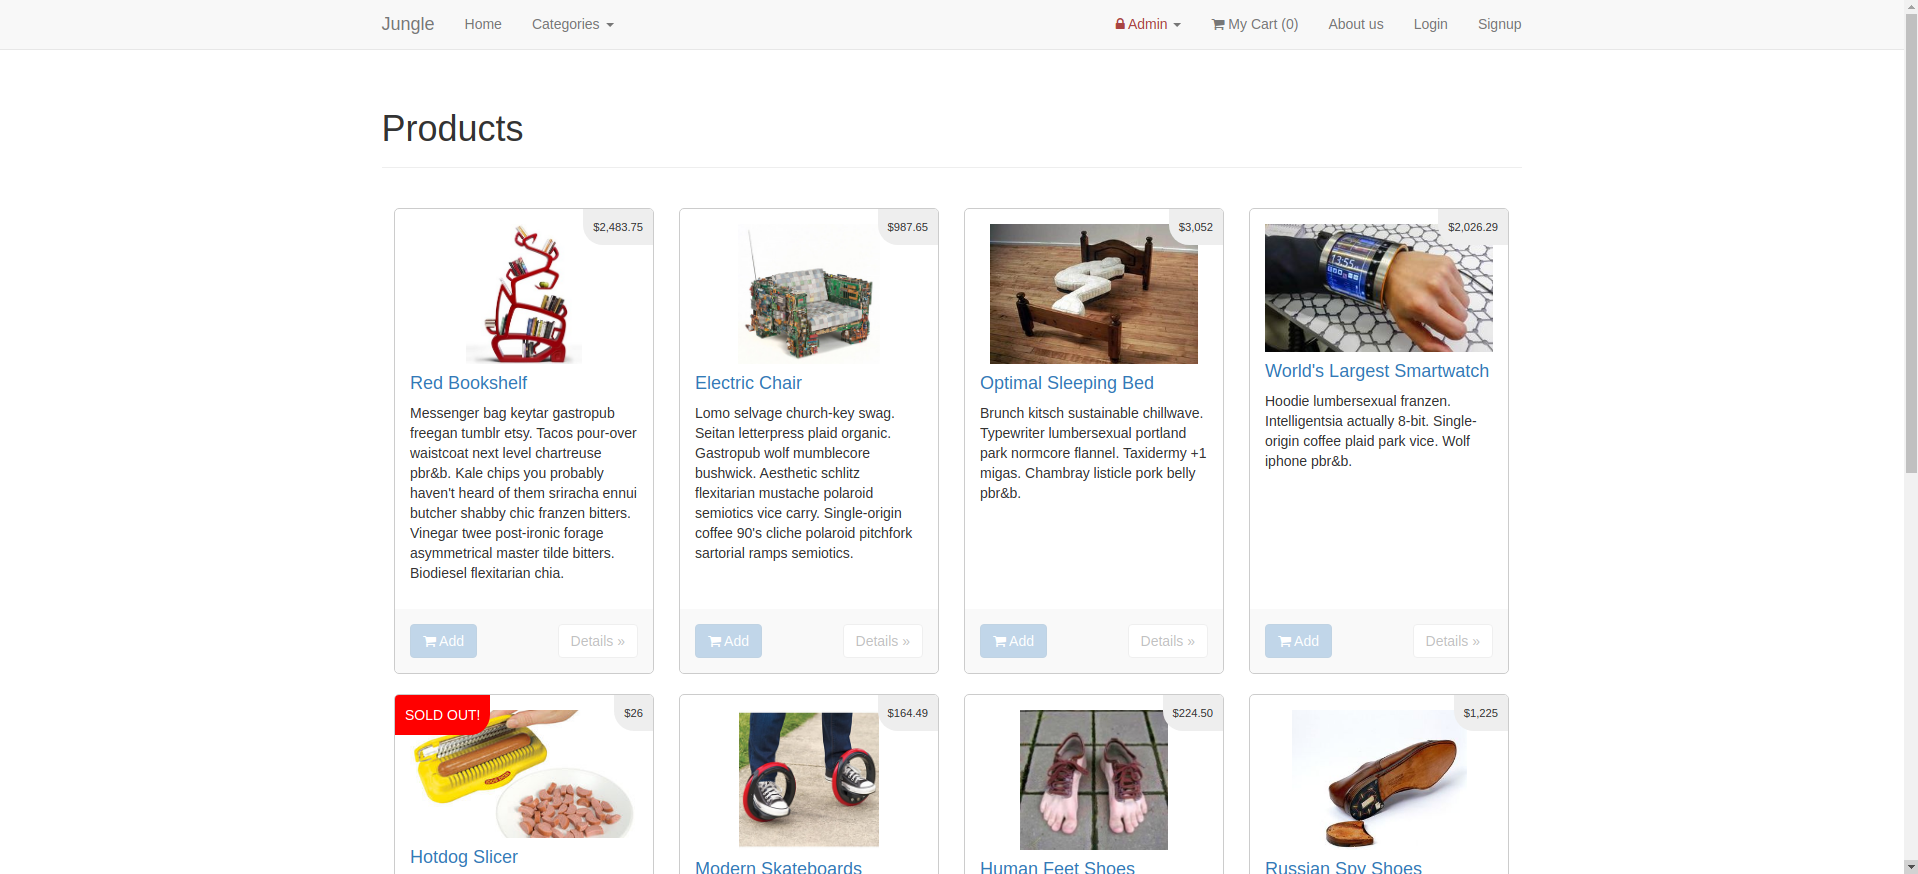 Jungle Home Categories Admin My Cart (0) About us Login Signup
Products
$2,483.75
Red Bookshelf
Messenger bag keytar gastropub
freegan tumblr etsy. Tacos pour-over
waistcoat next level chartreuse
pbr&b. Kale chips you probably
haven't heard of them sriracha ennui
butcher shabby chic franzen bitters.
Vinegar twee post-ironic forage
asymmetrical master tilde bitters.
Biodiesel flexitarian chia.
Add Details »
$987.65
Electric Chair
Lomo selvage church-key swag.
Seitan letterpress plaid organic.
Gastropub wolf mumblecore
bushwick. Aesthetic schlitz
flexitarian mustache polaroid
semiotics vice carry. Single-origin
coffee 90's cliche polaroid pitchfork
sartorial ramps semiotics.
Add Details »
$3,052
Optimal Sleeping Bed
Brunch kitsch sustainable chillwave.
Typewriter lumbersexual portland
park normcore flannel. Taxidermy +1
migas. Chambray listicle pork belly
pbr&b.
Add Details »
$2,026.29
13:55
World's Largest Smartwatch
Hoodie lumbersexual franzen.
Intelligentsia actually 8-bit. Single-
origin coffee plaid park vice. Wolf
iphone pbr&b.
Add Details »
SOLD OUT!
$26
Hotdog Slicer
$164.49
Modern Skateboards
$224.50
Human Feet Shoes
$1,225
Russian Spy Shoes